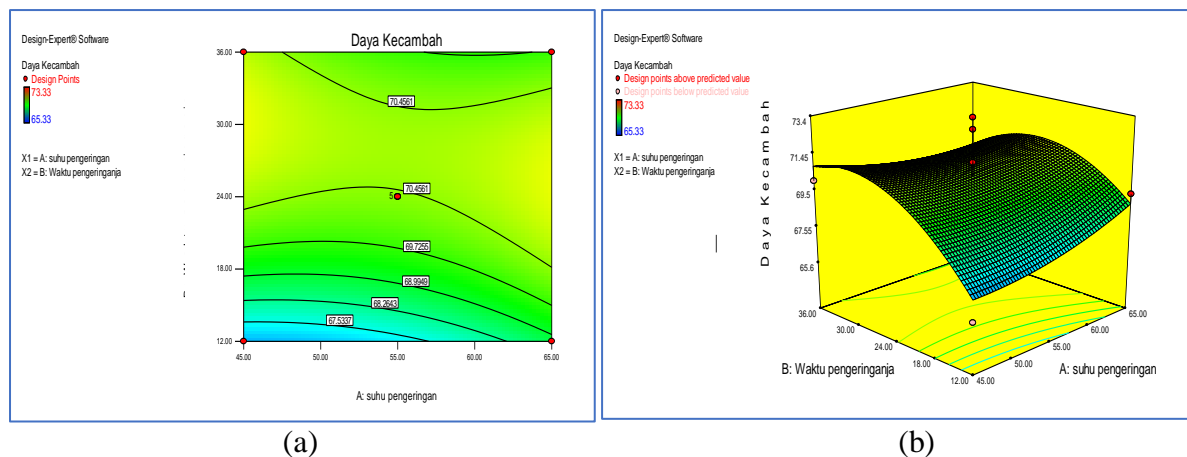 Design-Expert® Software
Daya Kecambah
Design Points
73.33
65.33
X1 = A: suhu pengeringan
X2 = B: Waktu pengeringanja
Daya Kecambah
36.00
30.00
24.00
18.00
12.00
70.4561
70.4561
5
69.7255
68.9949
68.2643
67.5337
45.00 50.00 55.00 60.00 65.00
A: suhu pengeringan
(a)
Design-Expert® Software
Daya Kecambah
Design points above predicted value
Design points below predicted value
73.33
65.33
X1 = A: suhu pengeringan
X2 = B: Waktu pengeringanja
Daya Kecambah
73.4
71.45
69.5
67.55
65.6
36.00
30.00
24.00
18.00
12.00
B: Waktu pengeringanja
45.00
50.00
55.00
60.00
65.00
A: suhu pengeringan
(b)